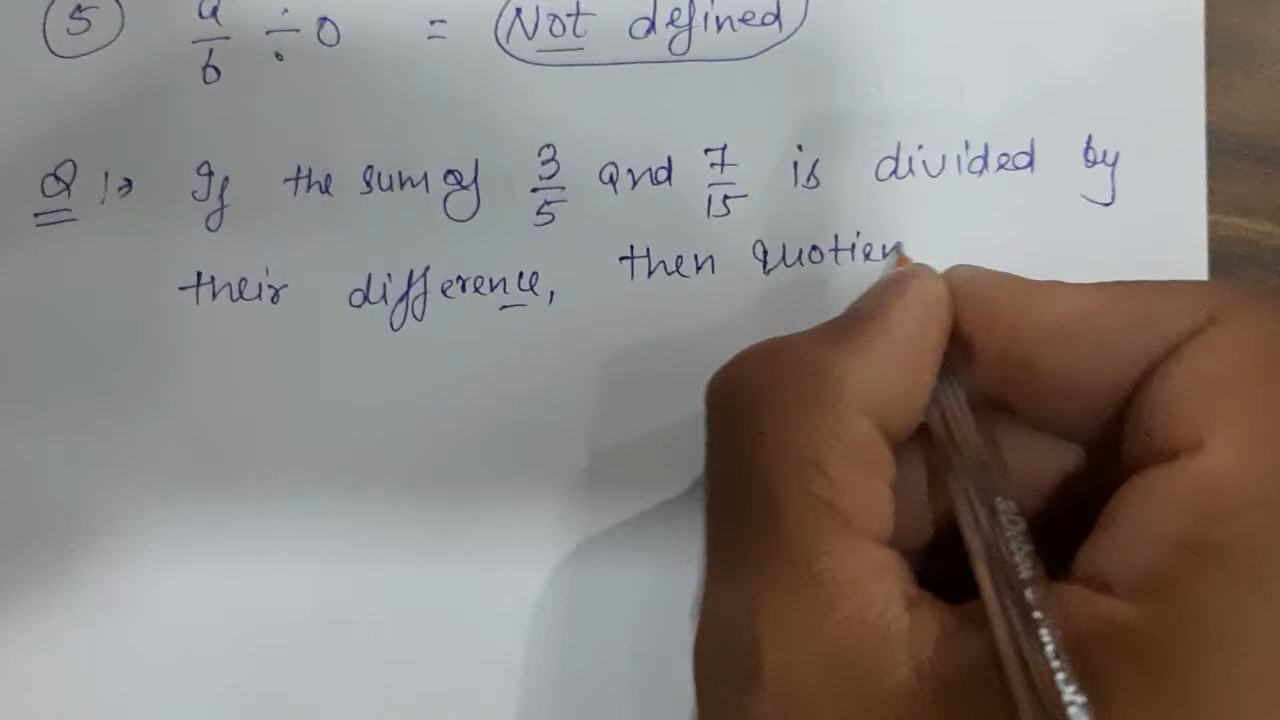 5 a/b ÷ 0 = Not defined
Q 1:→ If the sum of 3/5 and 7/15 is divided by
their difference, then quotien